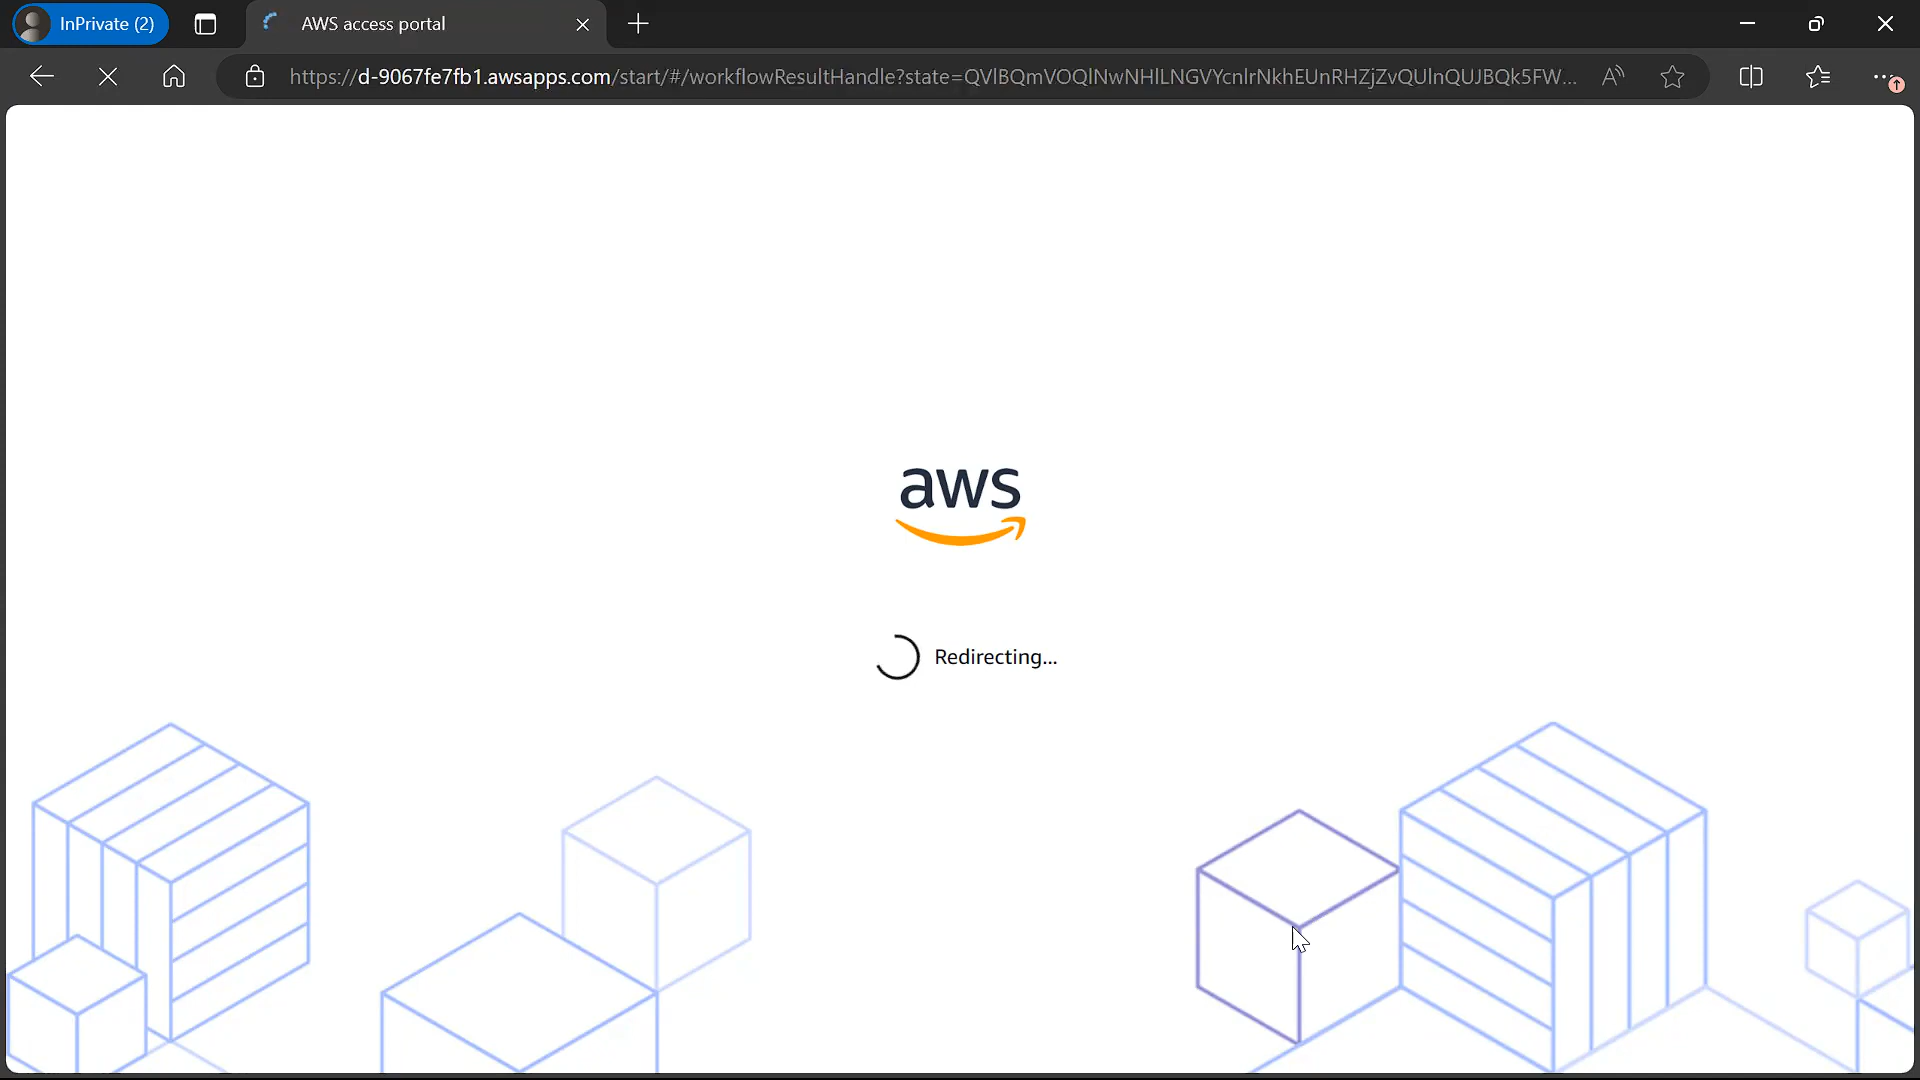 InPrivate (2)
AWS access portal
https://d-9067fe7fb1.awsapps.com/start/#/workflowResultHandle?state=QVlBQmVOQlNwNHlLNGVYcnlrNkhEUnRHZjZvQUlnQUJBQk5FW...
aws
Redirecting...